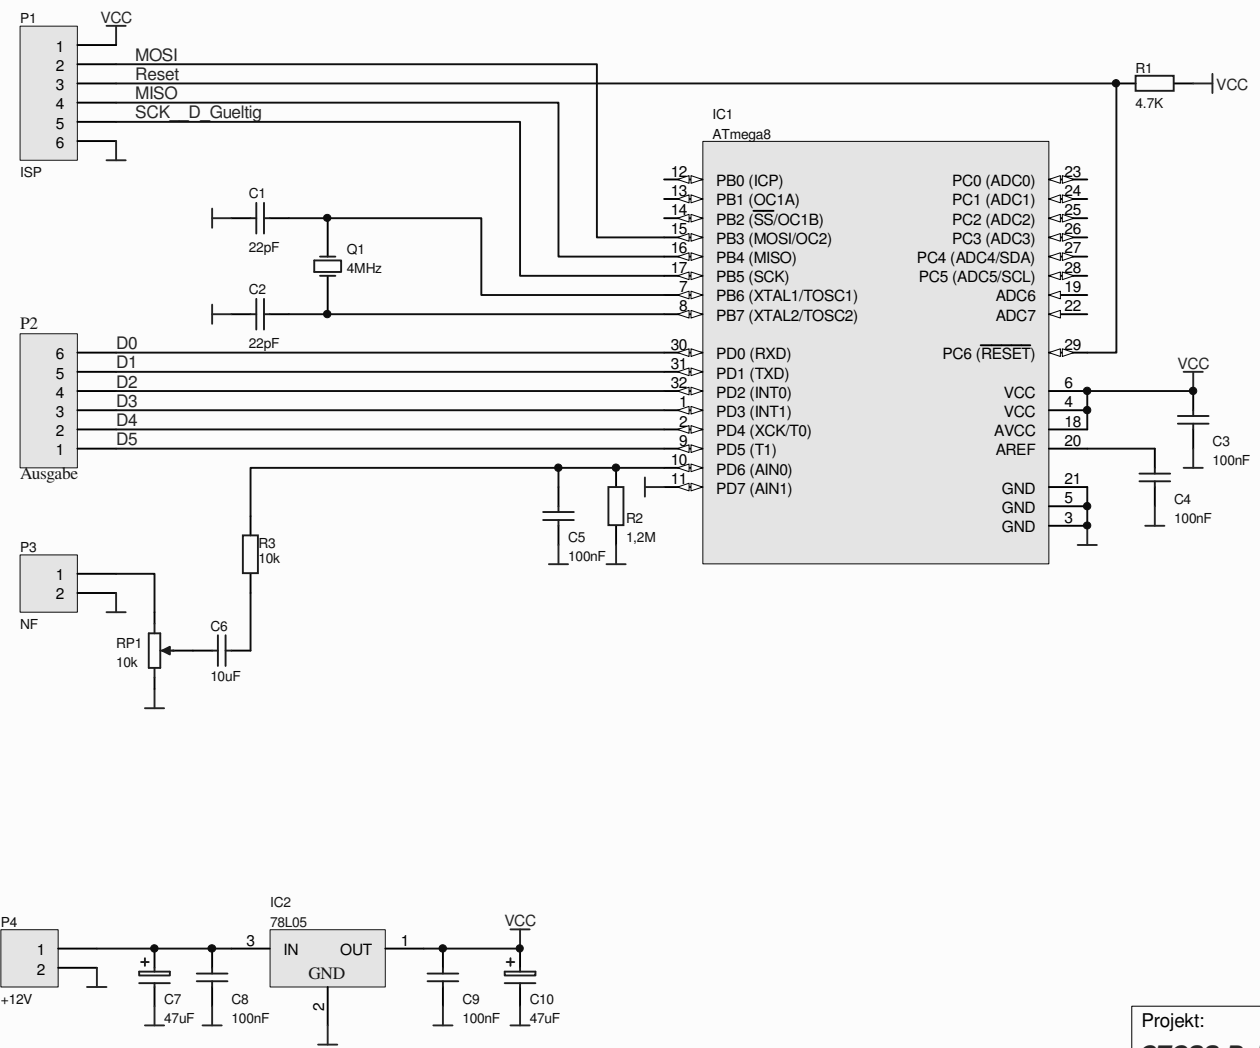 P1
VCC
1
2
3
4
5
6
ISP
MOSI
Reset
MISO
SCK__D_Gueltig
R1
4.7K
VCC
IC1
ATmega8
12 PB0 (ICP)
13 PB1 (OC1A)
14 PB2 (SS/OC1B)
15 PB3 (MOSI/OC2)
16 PB4 (MISO)
17 PB5 (SCK)
7 PB6 (XTAL1/TOSC1)
8 PB7 (XTAL2/TOSC2)
30 PD0 (RXD)
31 PD1 (TXD)
32 PD2 (INT0)
1 PD3 (INT1)
2 PD4 (XCK/T0)
9 PD5 (T1)
10 PD6 (AIN0)
11 PD7 (AIN1)
PC0 (ADC0) 23
PC1 (ADC1) 24
PC2 (ADC2) 25
PC3 (ADC3) 26
PC4 (ADC4/SDA) 27
PC5 (ADC5/SCL) 28
ADC6 19
ADC7 22
PC6 (RESET) 29
VCC 6
VCC 4
AVCC 18
AREF 20
GND 21
GND 5
GND 3
VCC
C3
100nF
C4
100nF
C1
22pF
Q1
4MHz
C2
22pF
P2
6 D0
5 D1
4 D2
3 D3
2 D4
1 D5
Ausgabe
C5
100nF
R2
1,2M
R3
10k
P3
1
2
NF
RP1
10k
C6
10uF
P4
1
2
+12V
+
C7
47uF
C8
100nF
IC2
78L05
3 IN OUT 1
GND
2
C9
100nF
VCC
+
C10
47uF
Projekt: